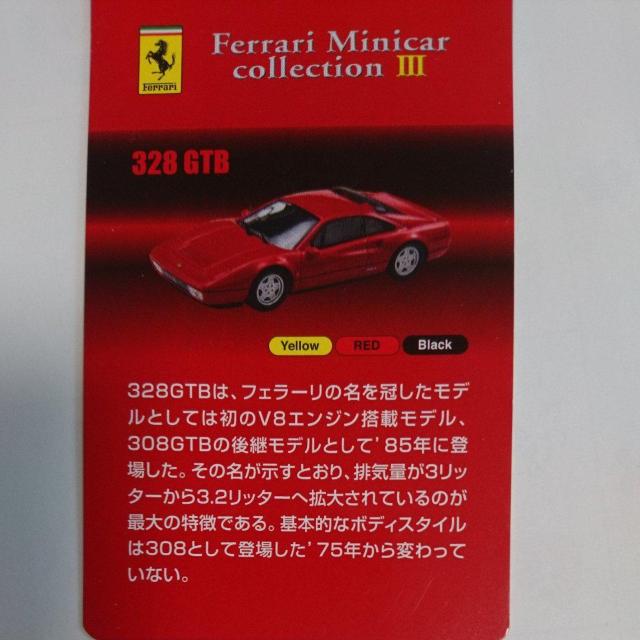 Ferrari
Ferrari Minicar
collection III
328 GTB
Yellow RED Black
328GTBは、フェラーリの名を冠したモデ
ルとしては初のV8エンジン搭載モデル、
308GTBの後継モデルとして’85年に登
場した。その名が示すとおり、排気量が3リッ
ターから3.2リッターへ拡大されているのが
最大の特徴である。基本的なボディスタイル
は308として登場した’75年から変わって
いない。